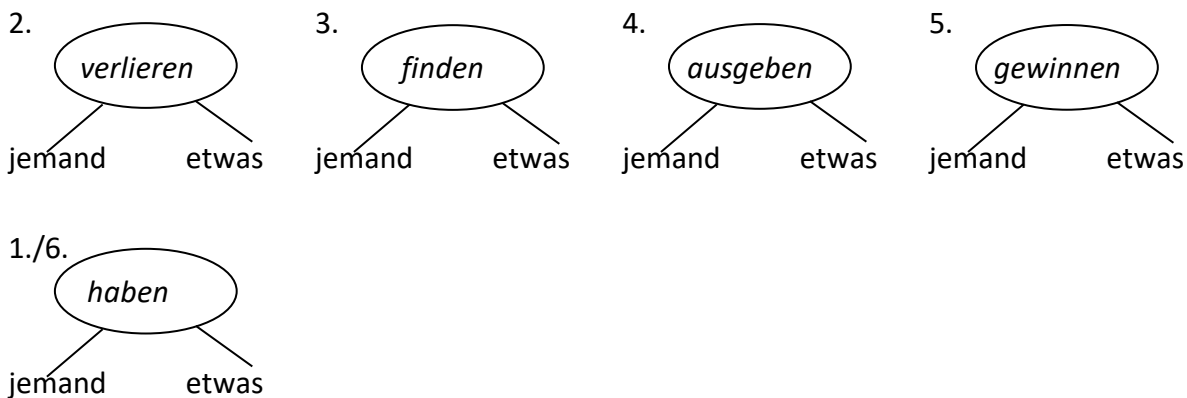 2. 3. 4. 5.
verlieren finden ausgeben gewinnen
jemand etwas jemand etwas jemand etwas jemand etwas
1./6.
haben
jemand etwas